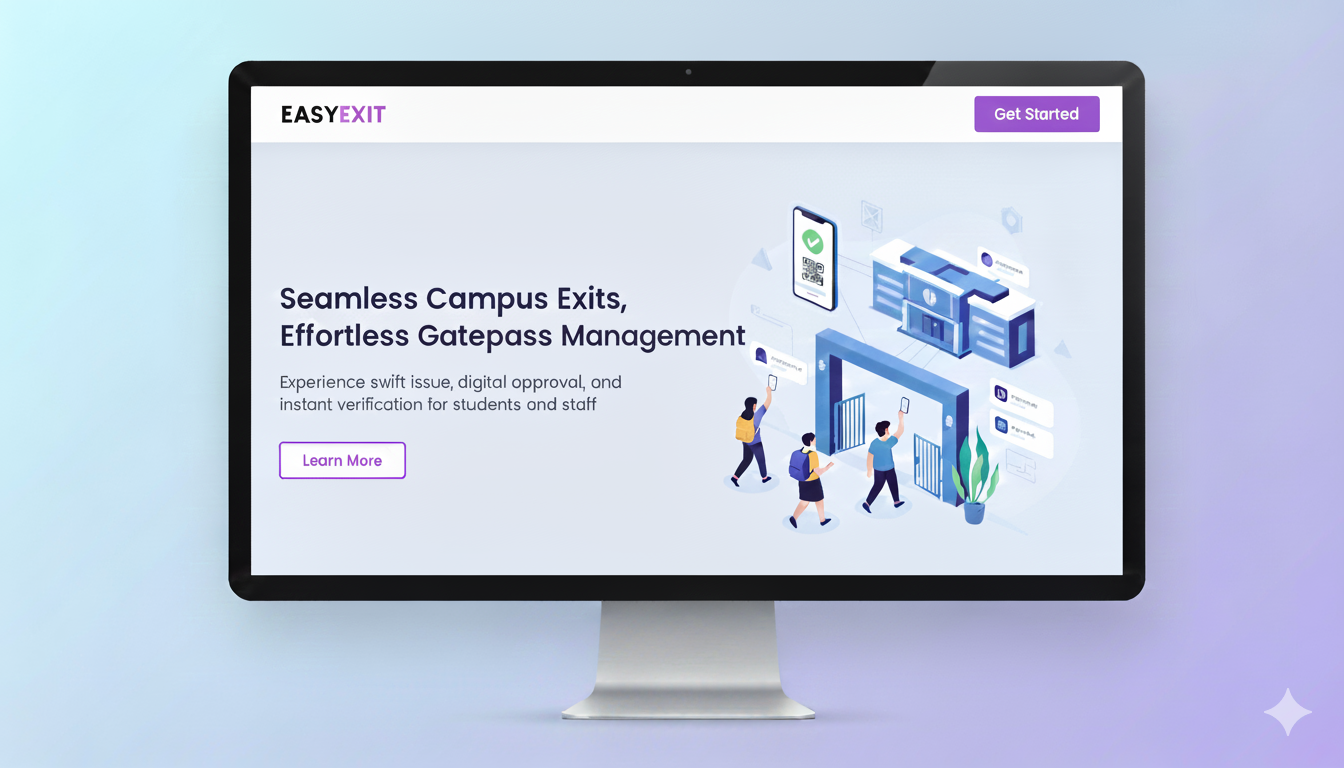 EASYEXIT
Get Started
Seamless Campus Exits,
Effortless Gatepass Management
Experience swift issue, digital opproval, and
instant verification for students and staff
Learn More